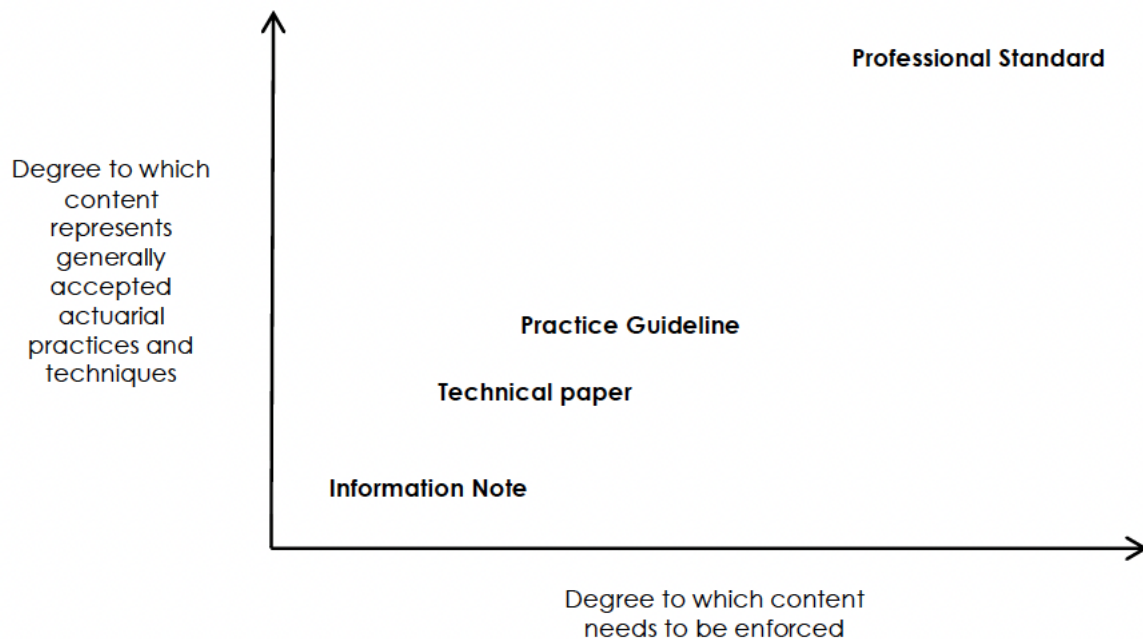 Professional Standard
Degree to which
content
represents
generally
accepted
actuarial
practices and
techniques
Practice Guideline
Technical paper
Information Note
Degree to which content
needs to be enforced